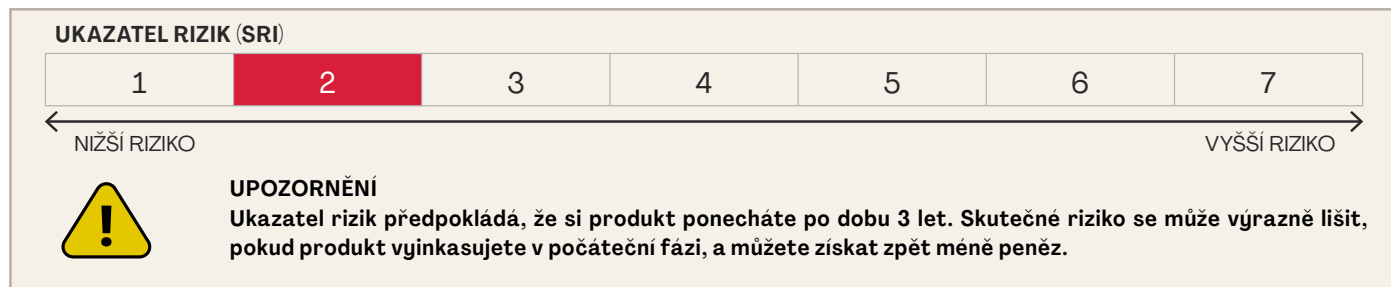 UKAZATEL RIZIK (SRI)
1 2 3 4 5 6 7
NIŽŠÍ RIZIKO VYŠŠÍ RIZIKO
UPOZORNĚNÍ
Ukazatel rizik předpokládá, že si produkt ponecháte po dobu 3 let. Skutečné riziko se může výrazně lišit,
pokud produkt vyinkasujete v počáteční fázi, a můžete získat zpět méně peněz.